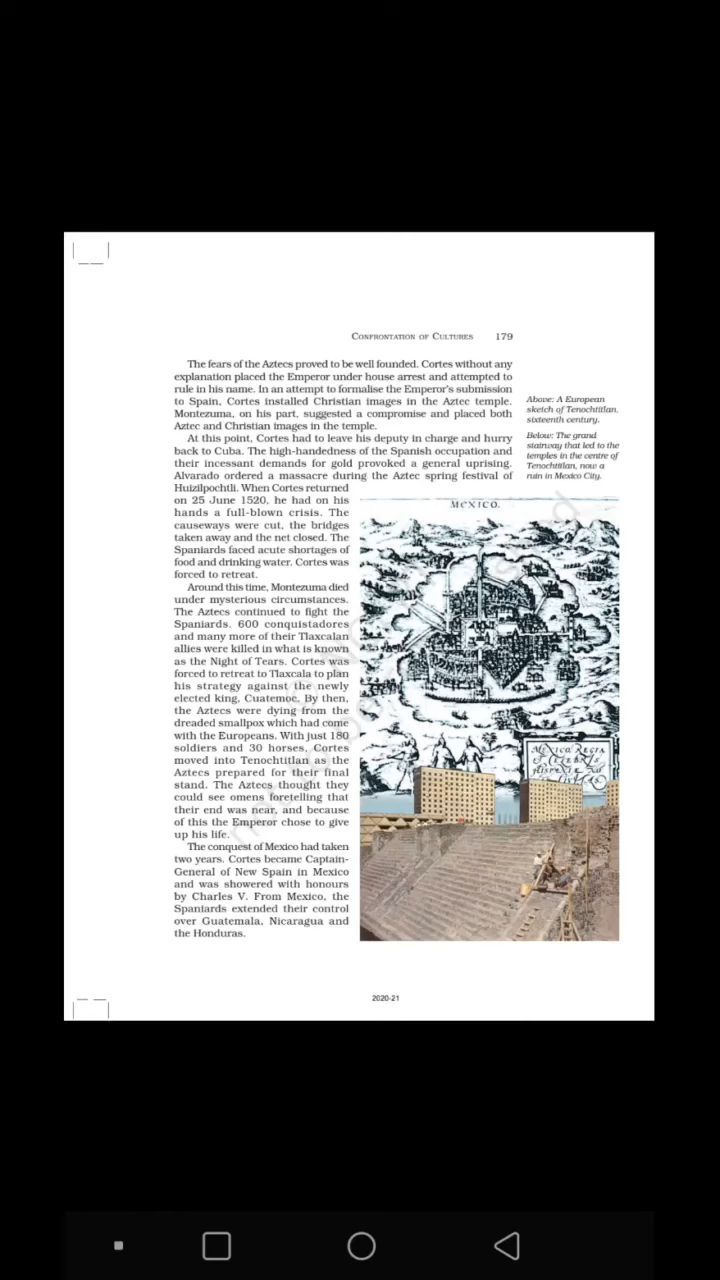 CONFRONTATION OF CULTURES 179
The fears of the Aztecs proved to be well founded. Cortes without any
explanation placed the Emperor under house arrest and attempted to
rule in his name. In an attempt to formalise the Emperor's submission
to Spain, Cortes installed Christian images in the Aztec temple.
Montezuma, on his part, suggested a compromise and placed both
Aztec and Christian images in the temple.
At this point, Cortes had to leave his deputy in charge and hurry
back to Cuba. The high-handedness of the Spanish occupation and
their incessant demands for gold provoked a general uprising.
Alvarado ordered a massacre during the Aztec spring festival of
Huizilpochtli. When Cortes returned
on 25 June 1520, he had on his
hands a full-blown crisis. The
causeways were cut, the bridges
taken away and the net closed. The
Spaniards faced acute shortages of
food and drinking water. Cortes was
forced to retreat.
Around this time, Montezuma died
under mysterious circumstances.
The Aztecs continued to fight the
Spaniards. 600 conquistadores
and many more of their Tlaxcalan
allies were killed in what is known
as the Night of Tears. Cortes was
forced to retreat to Tlaxcala to plan
his strategy against the newly
elected king, Cuatemoc. By then,
the Aztecs were dying from the
dreaded smallpox which had come
with the Europeans. With just 180
soldiers and 30 horses, Cortes
moved into Tenochtitlan as the
Aztecs prepared for their final
stand. The Aztecs thought they
could see omens foretelling that
their end was near, and because
of this the Emperor chose to give
up his life.
The conquest of Mexico had taken
two years. Cortes became Captain-
General of New Spain in Mexico
and was showered with honours
by Charles V. From Mexico, the
Spaniards extended their control
over Guatemala, Nicaragua and
the Honduras.
Above: A European
sketch of Tenochtitlan,
sixteenth century.
Below: The grand
stairway that led to the
temples in the centre of
Tenochtitlan, now a
ruin in Mexico City.
MEXICO.
MEXICO, REGIA
2020-21